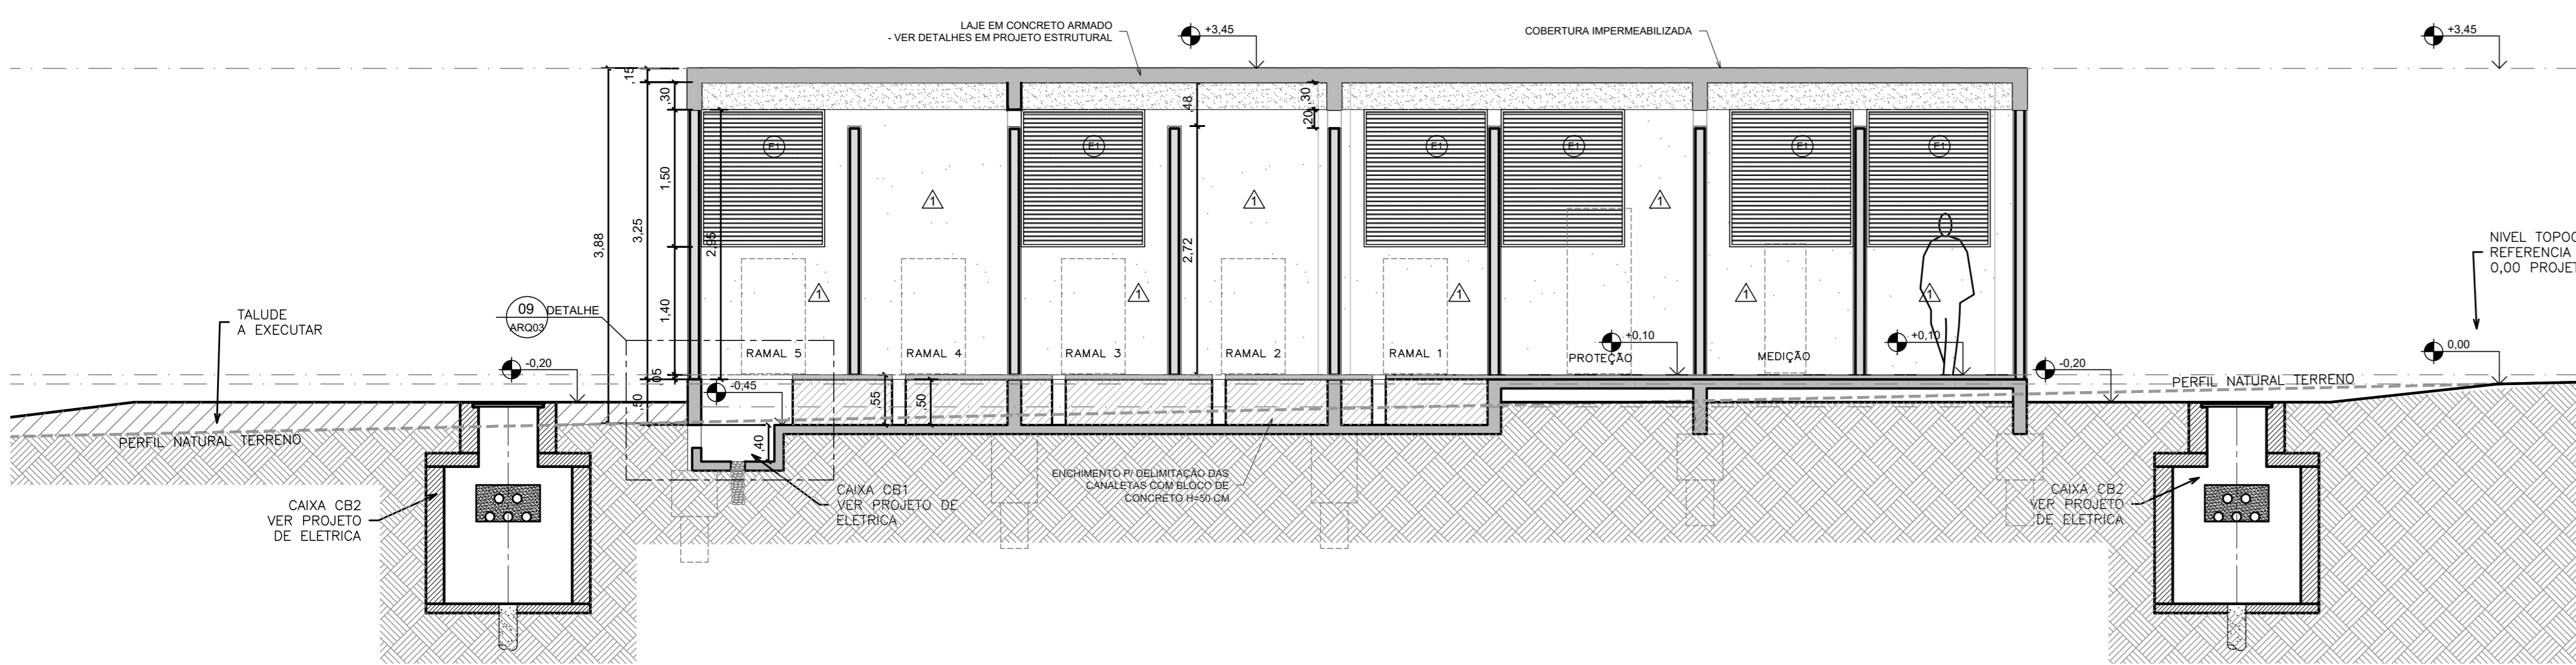 LAJE EM CONCRETO ARMADO
- VER DETALHES EM PROJETO ESTRUTURAL
+3,45
COBERTURA IMPERMEABILIZADA
+3,45
,15
,30
,48
,30
,20
E1
E1
E1
E1
E1
E1
1,50
3,25
3,88
2,95
2,72
1,40
1
1
1
1
1
1
1
1
NIVEL TOPO
REFERENCIA
0,00 PROJE
TALUDE
A EXECUTAR
09
DETALHE
ARQ03
RAMAL 5
RAMAL 4
RAMAL 3
RAMAL 2
RAMAL 1
PROTEÇÃO
+0,10
MEDIÇÃO
+0,10
0,00
-0,20
-0,20
,05
-0,45
,50
,55
,50
PERFIL NATURAL TERRENO
PERFIL NATURAL TERRENO
,40
ENCHIMENTO P/ DELIMITAÇÃO DAS
CANALETAS COM BLOCO DE
CONCRETO H=50 CM
CAIXA CB1
VER PROJETO DE
ELETRICA
CAIXA CB2
VER PROJETO
DE ELETRICA
CAIXA CB2
VER PROJETO
DE ELETRICA